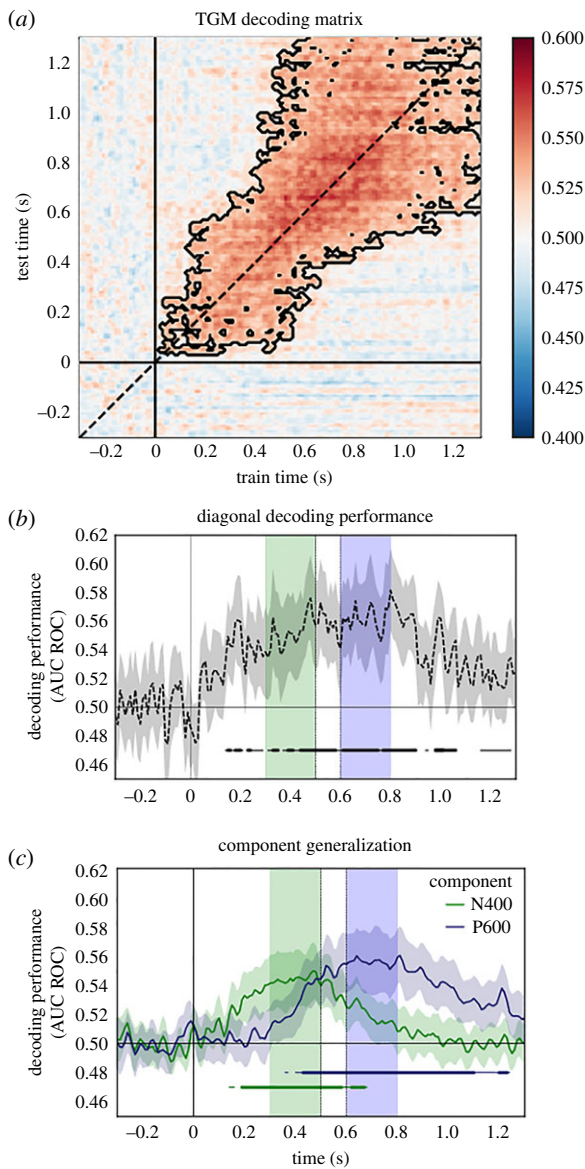 (a)
TGM decoding matrix
1.2
1.0
0.8
0.6
0.4
0.2
0
−0.2
test time (s)
−0.2 0 0.2 0.4 0.6 0.8 1.0 1.2
train time (s)
0.600
0.575
0.550
0.525
0.500
0.475
0.450
0.425
0.400
(b)
diagonal decoding performance
0.62
0.60
0.58
0.56
0.54
0.52
0.50
0.48
0.46
decoding performance
(AUC ROC)
−0.2 0 0.2 0.4 0.6 0.8 1.0 1.2
(c)
component generalization
0.62
0.60
0.58
0.56
0.54
0.52
0.50
0.48
0.46
decoding performance
(AUC ROC)
component
N400
P600
−0.2 0 0.2 0.4 0.6 0.8 1.0 1.2
time (s)